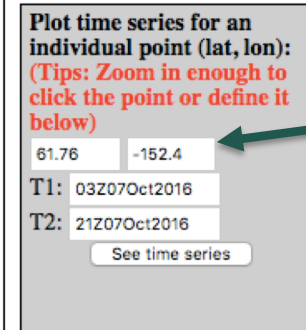 Plot time series for an
individual point (lat, lon):
(Tips: Zoom in enough to
click the point or define it
below)
61.76 -152.4
T1: 03Z07Oct2016
T2: 21Z07Oct2016
See time series